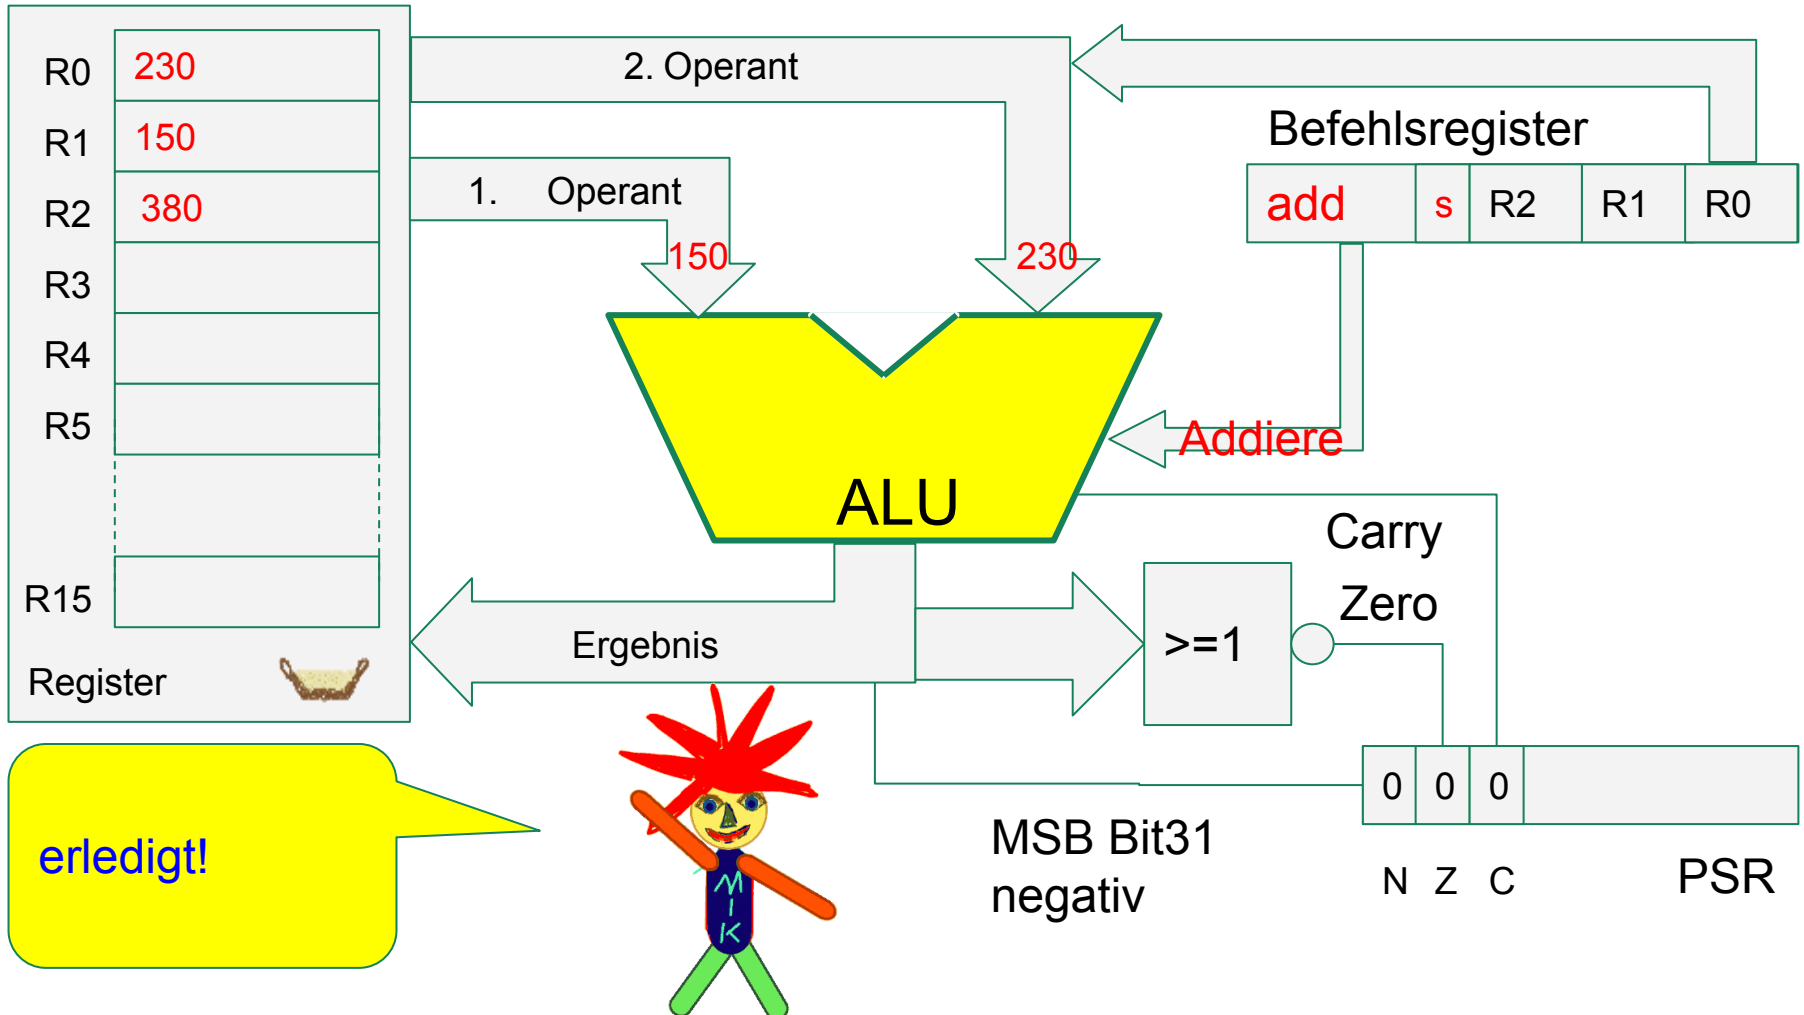 R0 230
R1 150
R2 380
R3
R4
R5
R15
Register
2. Operant
1. Operant
150
230
Befehlsregister
add s R2 R1 R0
Addiere
ALU
Carry
Zero
>=1
Ergebnis
0 0 0
N Z C
PSR
MSB Bit31
negativ
erledigt!
M
I
K